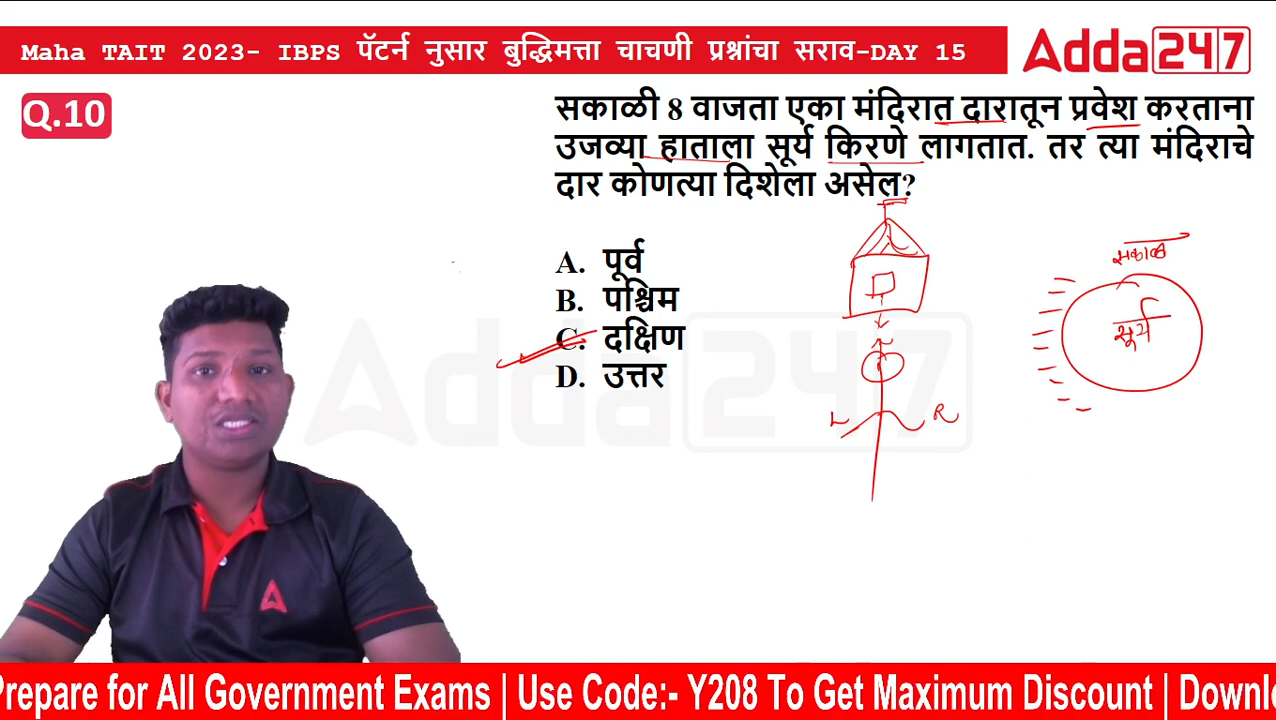 Maha TAIT 2023- IBPS पॅटर्न नुसार बुद्धिमत्ता चाचणी प्रश्नांचा सराव-DAY 15
Adda247
Q.10
सकाळी 8 वाजता एका मंदिरात दारातून प्रवेश करताना
उजव्या हाताला सूर्य किरणे लागतात. तर त्या मंदिराचे
दार कोणत्या दिशेला असेल?
A. पूर्व
B. पश्चिम
C. दक्षिण
D. उत्तर
सकाळ
सूर्य
L R
Adda247
Prepare for All Government Exams | Use Code:- Y208 To Get Maximum Discount | Downlo